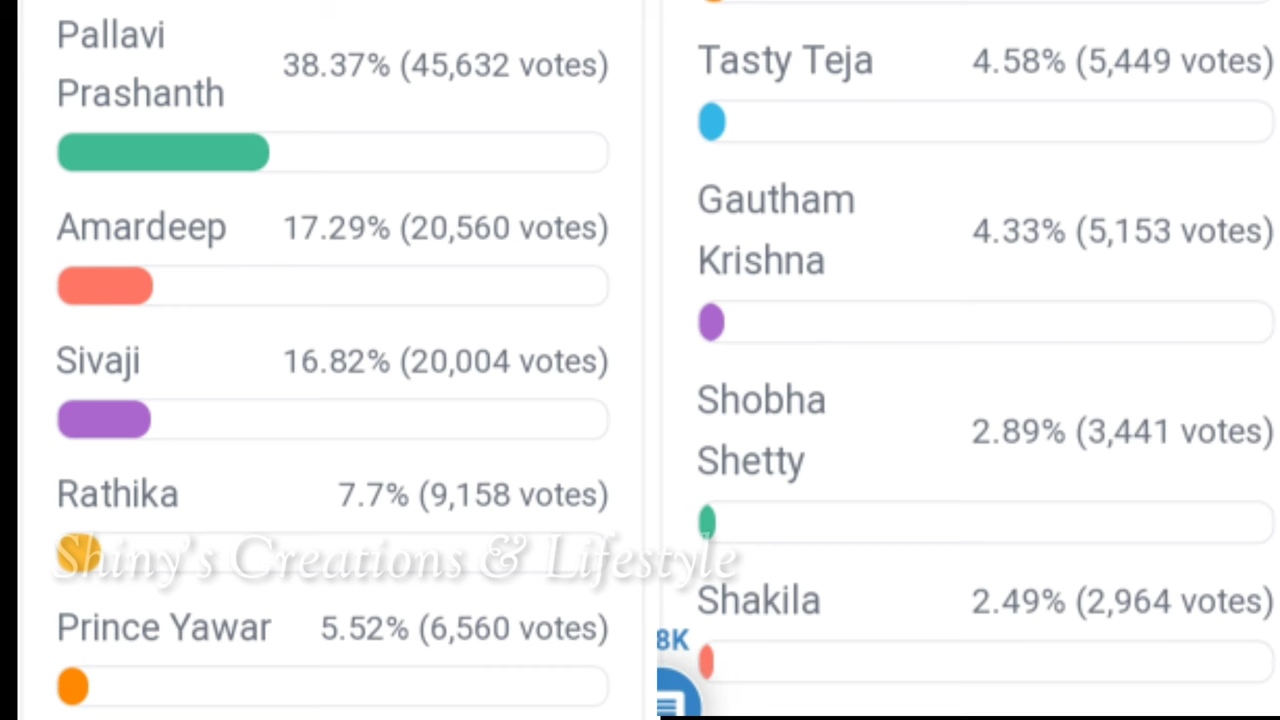 Pallavi
Prashanth
38.37% (45,632 votes)
Amardeep 17.29% (20,560 votes)
Sivaji 16.82% (20,004 votes)
Rathika 7.7% (9,158 votes)
Shiny's Creations & Lifestyle
Prince Yawar 5.52% (6,560 votes)
Tasty Teja 4.58% (5,449 votes)
Gautham
Krishna
4.33% (5,153 votes)
Shobha
Shetty
2.89% (3,441 votes)
Shakila 2.49% (2,964 votes)
8K